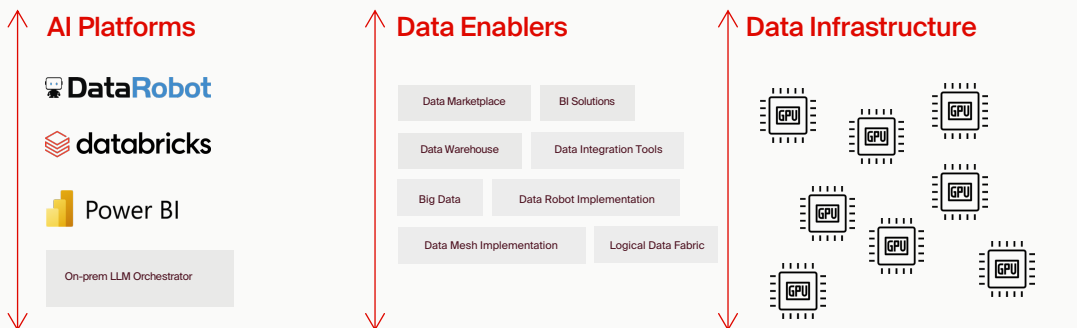 AI Platforms
DataRobot
databricks
Power BI
On-prem LLM Orchestrator
Data Enablers
Data Marketplace
BI Solutions
Data Warehouse
Data Integration Tools
Big Data
Data Robot Implementation
Data Mesh Implementation
Logical Data Fabric
Data Infrastructure
GPU
GPU
GPU
GPU
GPU
GPU
GPU
GPU